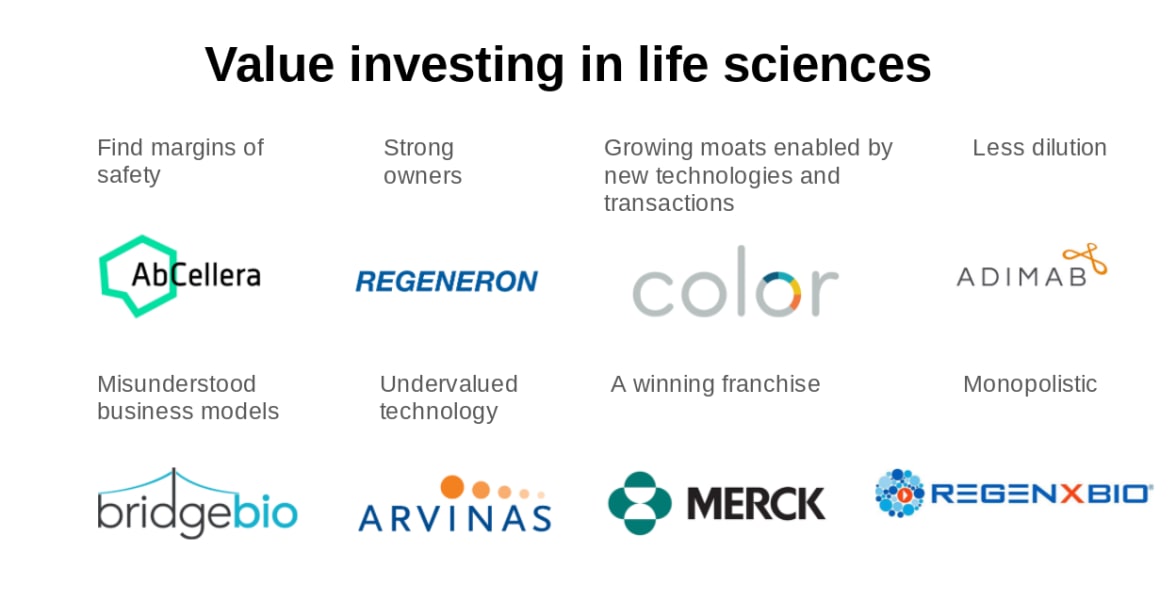 Value investing in life sciences
Find margins of
safety
Strong
owners
Growing moats enabled by
new technologies and
transactions
Less dilution
AbCellera
REGENERON
color
ADIMAB
Misunderstood
business models
Undervalued
technology
A winning franchise
Monopolistic
bridgebio
ARVINAS
MERCK
REGENXBIO®